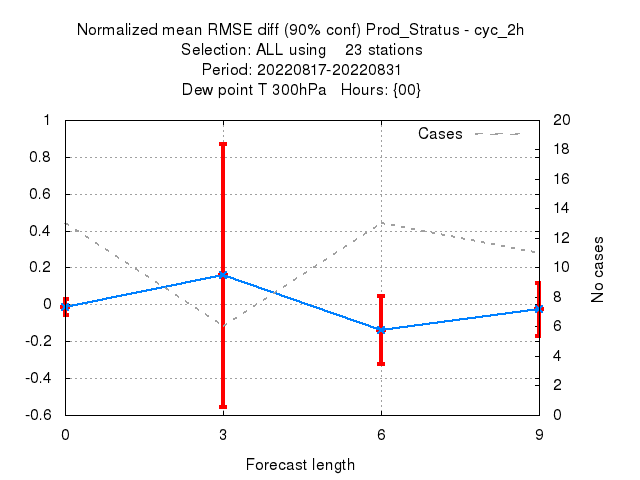 Normalized mean RMSE diff (90% conf) Prod_Stratus - cyc_2h
Selection: ALL using    23 stations
Period: 20220817-20220831
Dew point T 300hPa   Hours: {00}
Cases
1
0.8
0.6
0.4
0.2
0
-0.2
-0.4
-0.6
20
18
16
14
12
10
8
6
4
2
0
No cases
0 3 6 9
Forecast length